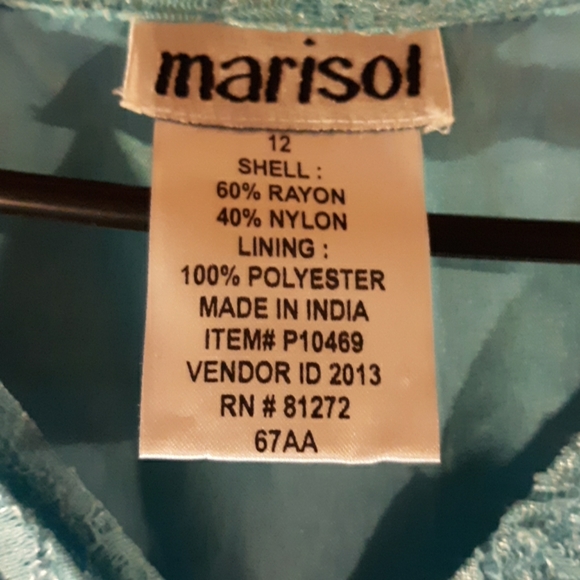 marisol
12
SHELL :
60% RAYON
40% NYLON
LINING :
100% POLYESTER
MADE IN INDIA
ITEM# P10469
VENDOR ID 2013
RN # 81272
67AA